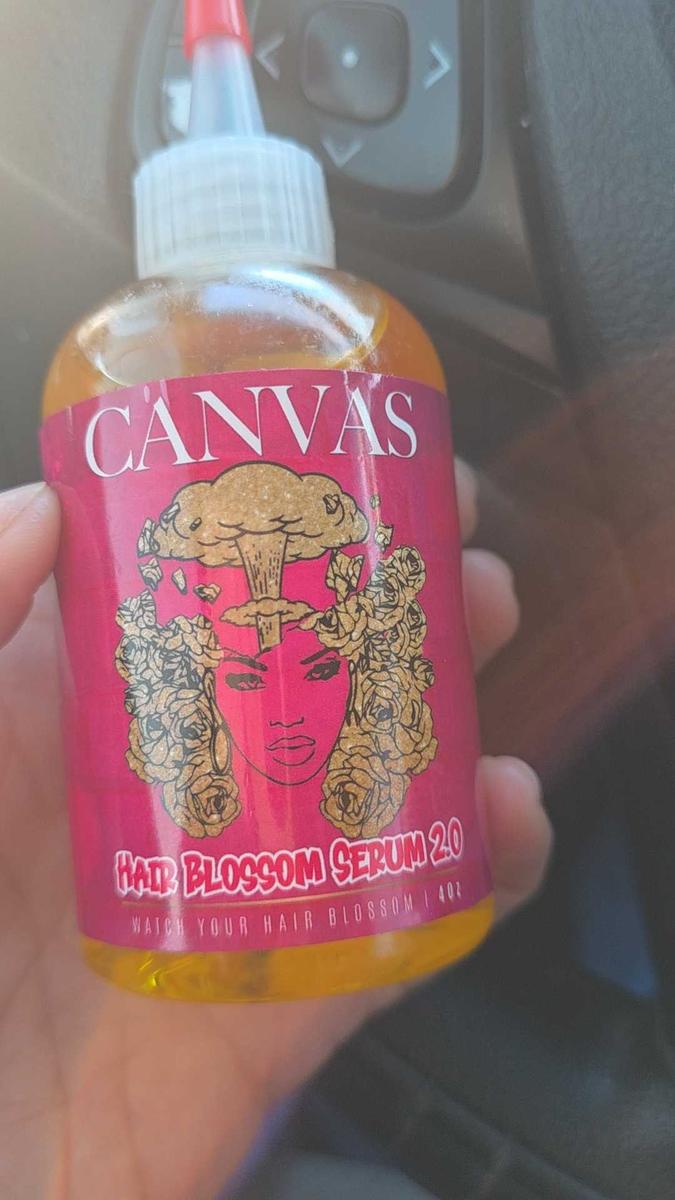 CANVAS
HAIR BLOSSOM SERUM 2.0
WATCH YOUR HAIR BLOSSOM | 4OZ